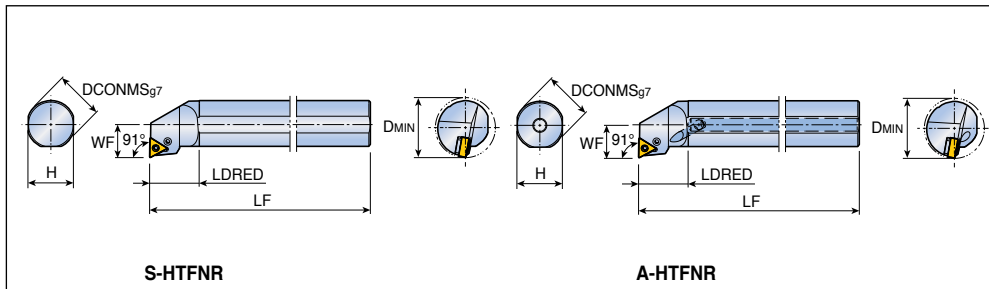 DCONMSg7
WF
91°
H
LDRED
LF
DMIN
S-HTFNR
DCONMSg7
WF
91°
H
LDRED
LF
DMIN
A-HTFNR